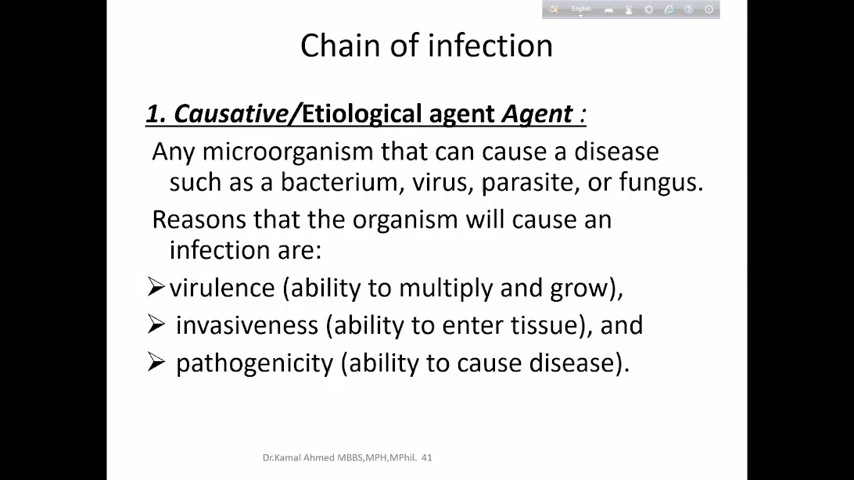 English
Chain of infection
1. Causative/Etiological agent Agent :
Any microorganism that can cause a disease
such as a bacterium, virus, parasite, or fungus.
Reasons that the organism will cause an
infection are:
➢virulence (ability to multiply and grow),
➢ invasiveness (ability to enter tissue), and
➢ pathogenicity (ability to cause disease).
Dr.Kamal Ahmed MBBS,MPH,MPhil. 41